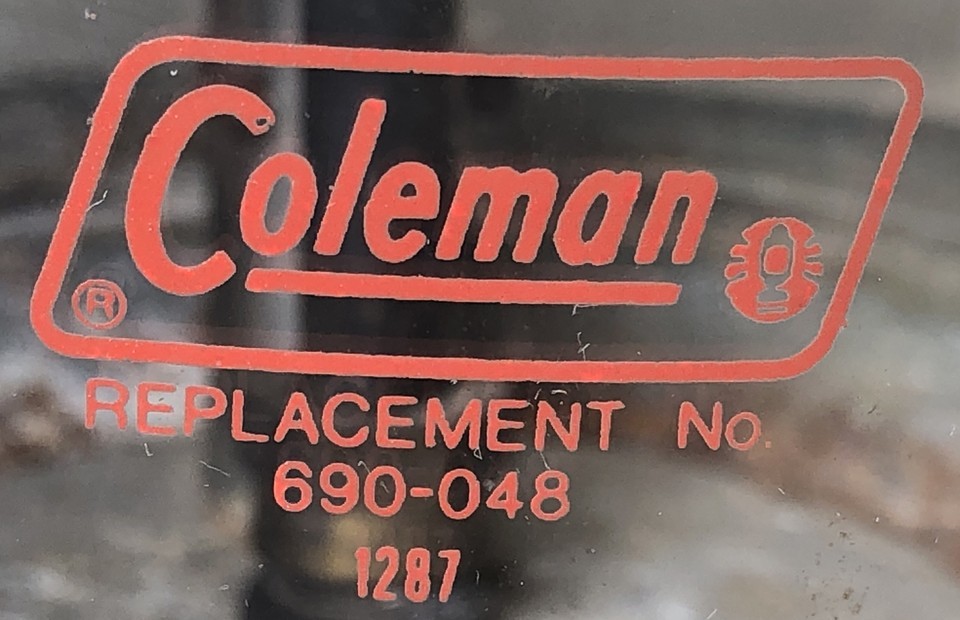 Coleman
®
REPLACEMENT No.
690-048
1287